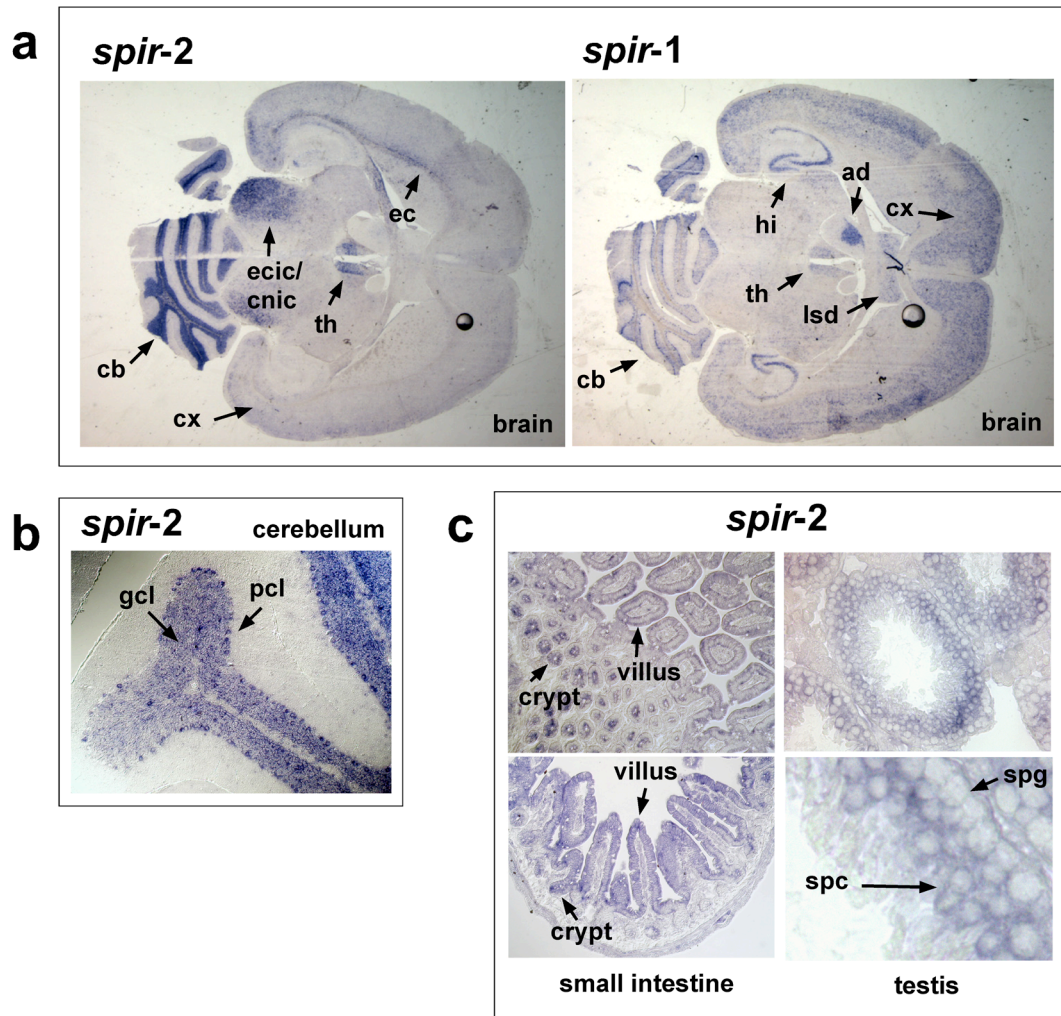 a
spir-2
ec
ecic/
cnic
th
cb
cx
brain
spir-1
ad
cx
hi
th
lsd
cb
brain
b
spir-2
cerebellum
gcl
pcl
c
spir-2
villus
crypt
villus
crypt
small intestine
spg
spc
testis